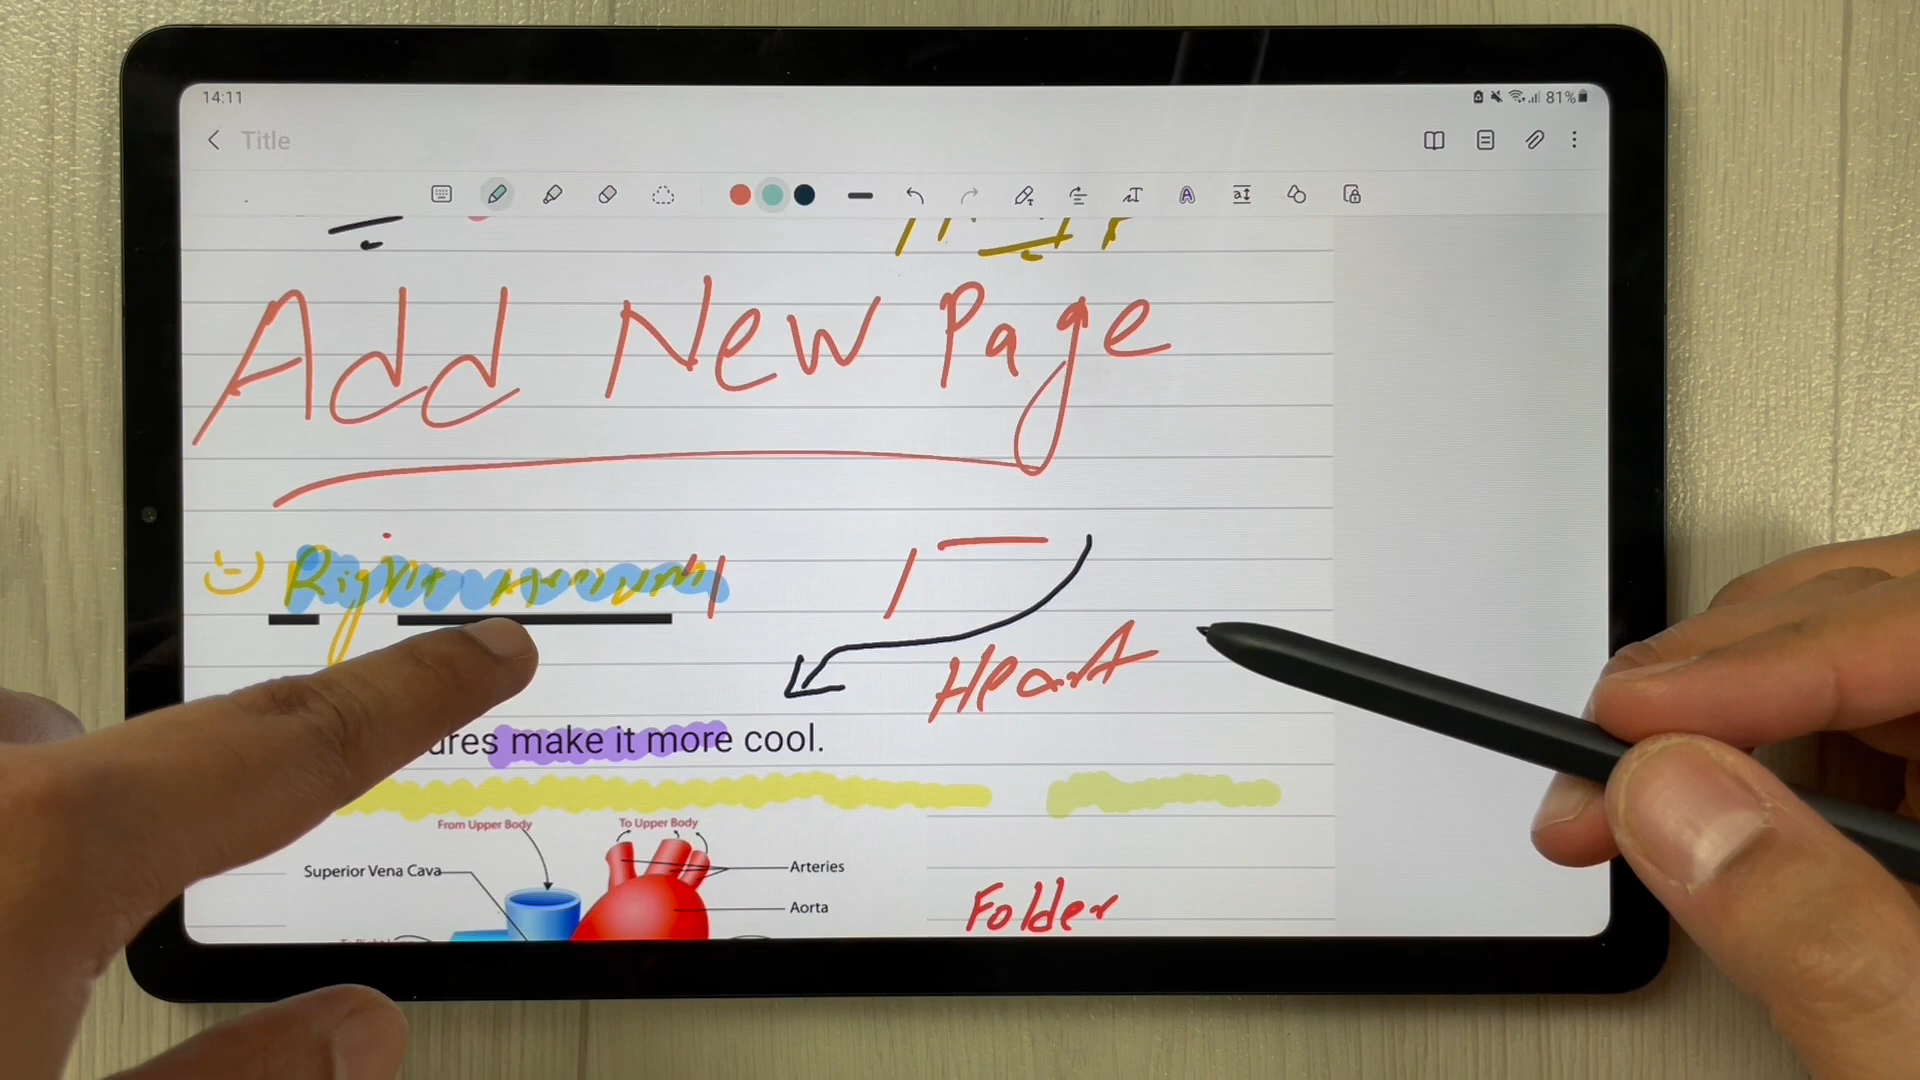 14:11
81%
Title
Add New Page
Right
Heart
ures make it more cool.
From Upper Body
To Upper Body
Superior Vena Cava
Arteries
Aorta
Folder